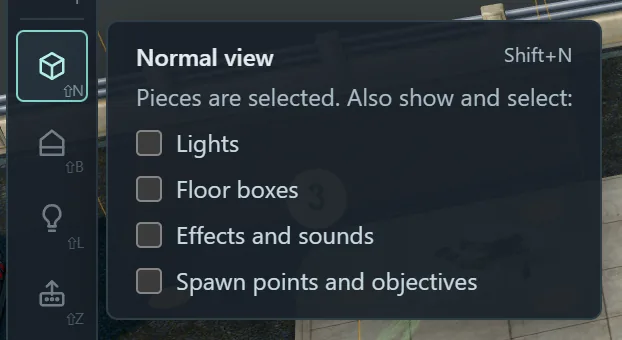 Normal view
Shift+N
Pieces are selected. Also show and select:
Lights
Floor boxes
Effects and sounds
Spawn points and objectives
⇧N
⇧B
⇧L
⇧Z
3